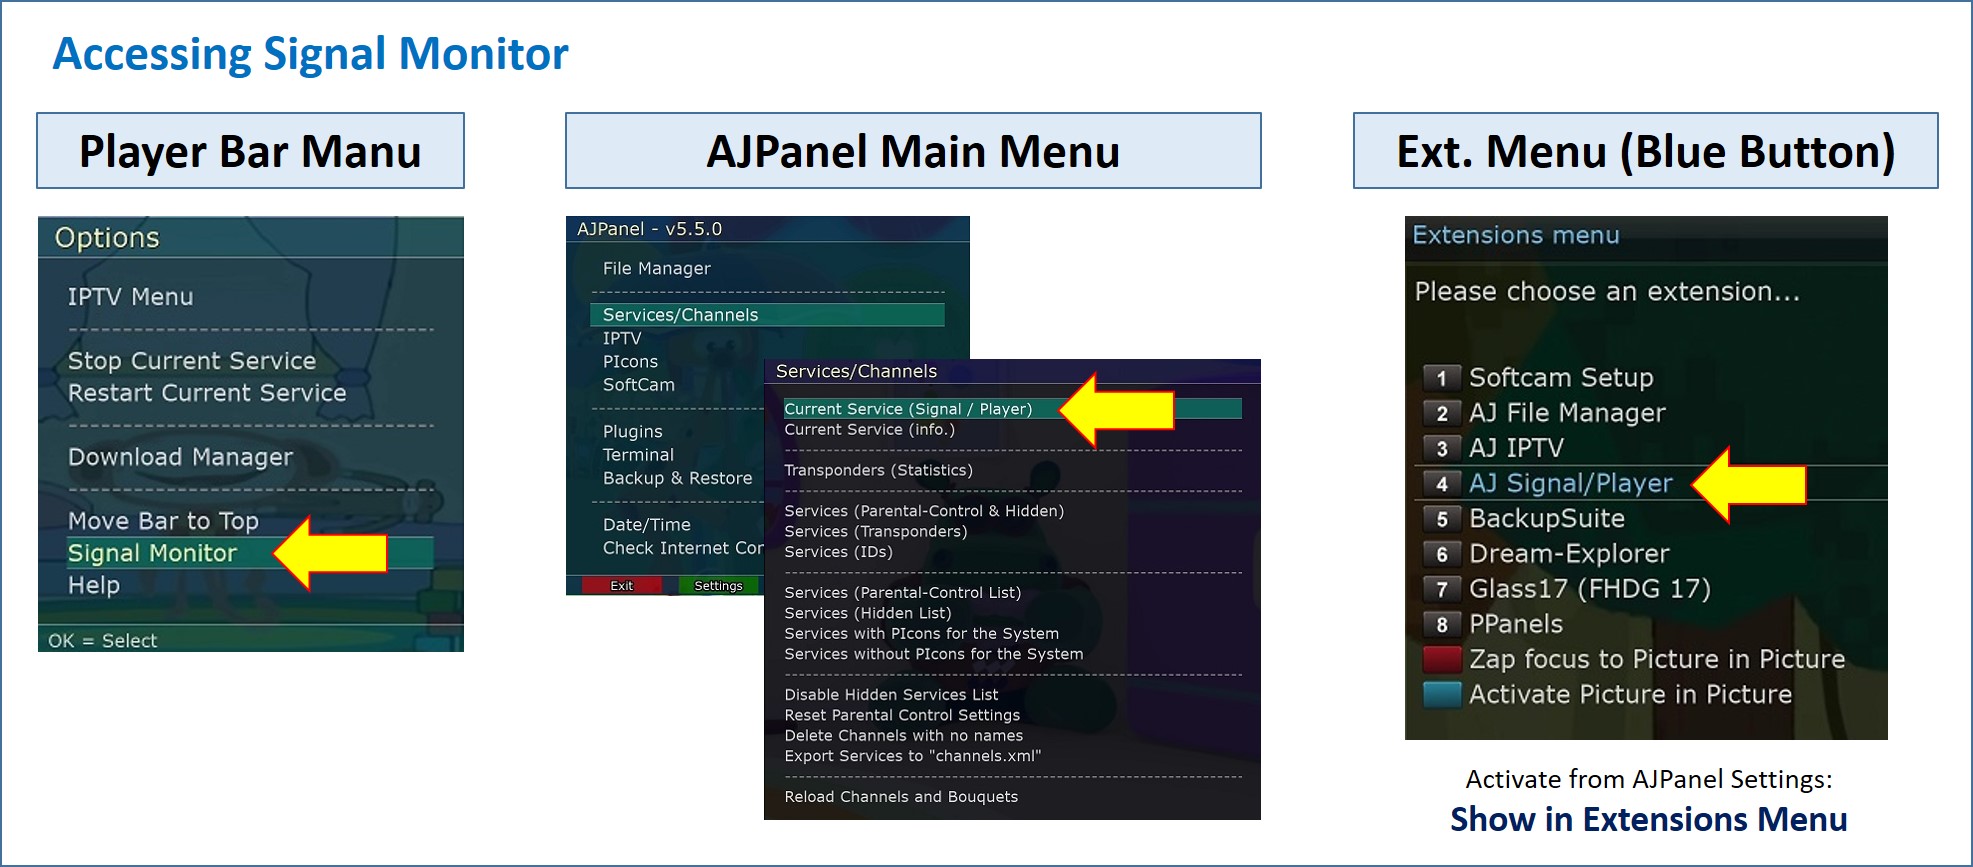 Accessing Signal Monitor
Player Bar Manu
Options
IPTV Menu
Stop Current Service
Restart Current Service
Download Manager
Move Bar to Top
Signal Monitor
Help
OK = Select
AJPanel Main Menu
AJPanel - v5.5.0
File Manager
Services/Channels
IPTV
PIcons
SoftCam
Plugins
Terminal
Backup & Restore
Date/Time
Check Internet Cor
Exit
Settings
Services/Channels
Current Service (Signal / Player)
Current Service (info.)
Transponders (Statistics)
Services (Parental-Control & Hidden)
Services (Transponders)
Services (IDs)
Services (Parental-Control List)
Services (Hidden List)
Services with PIcons for the System
Services without PIcons for the System
Disable Hidden Services List
Reset Parental Control Settings
Delete Channels with no names
Export Services to "channels.xml"
Reload Channels and Bouquets
Ext. Menu (Blue Button)
Extensions menu
Please choose an extension...
1 Softcam Setup
2 AJ File Manager
3 AJ IPTV
4 AJ Signal/Player
5 BackupSuite
6 Dream-Explorer
7 Glass17 (FHDG 17)
8 PPanels
Zap focus to Picture in Picture
Activate Picture in Picture
Activate from AJPanel Settings:
Show in Extensions Menu